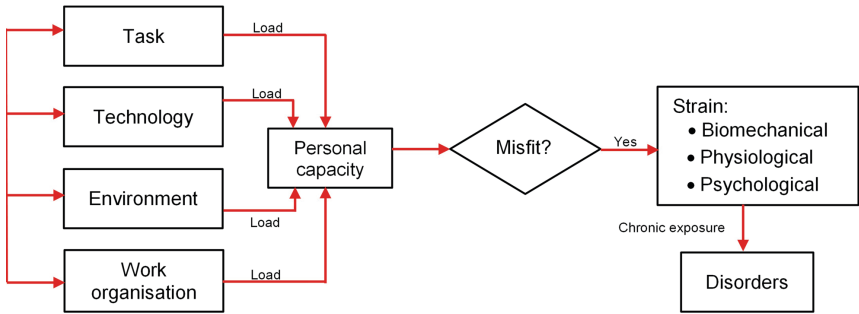 Task
Load
Technology
Load
Environment
Load
Work
organisation
Load
Personal
capacity
Misfit?
Yes
Strain:
• Biomechanical
• Physiological
• Psychological
Chronic exposure
Disorders